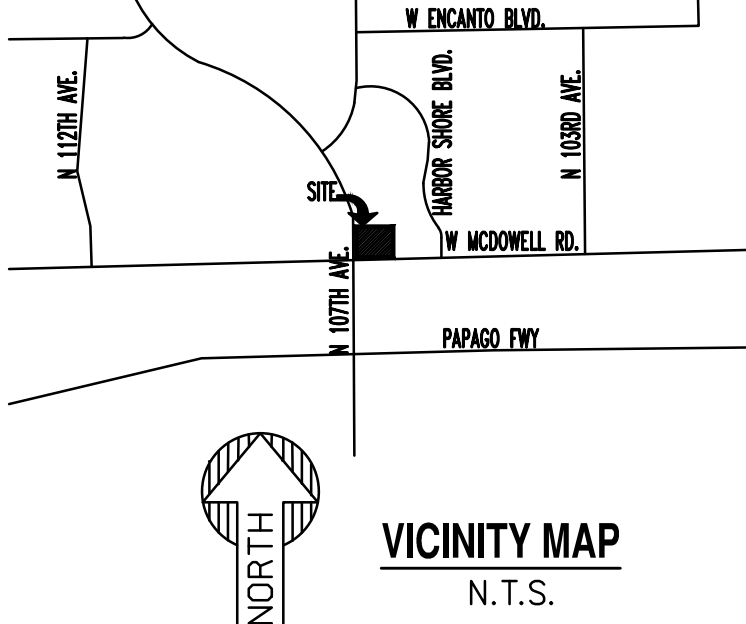 W ENCANTO BLVD.
N 112TH AVE.
HARBOR SHORE BLVD.
N 103RD AVE.
SITE
W MCDOWELL RD.
N 107TH AVE.
PAPAGO FWY
NORTH
VICINITY MAP
N.T.S.